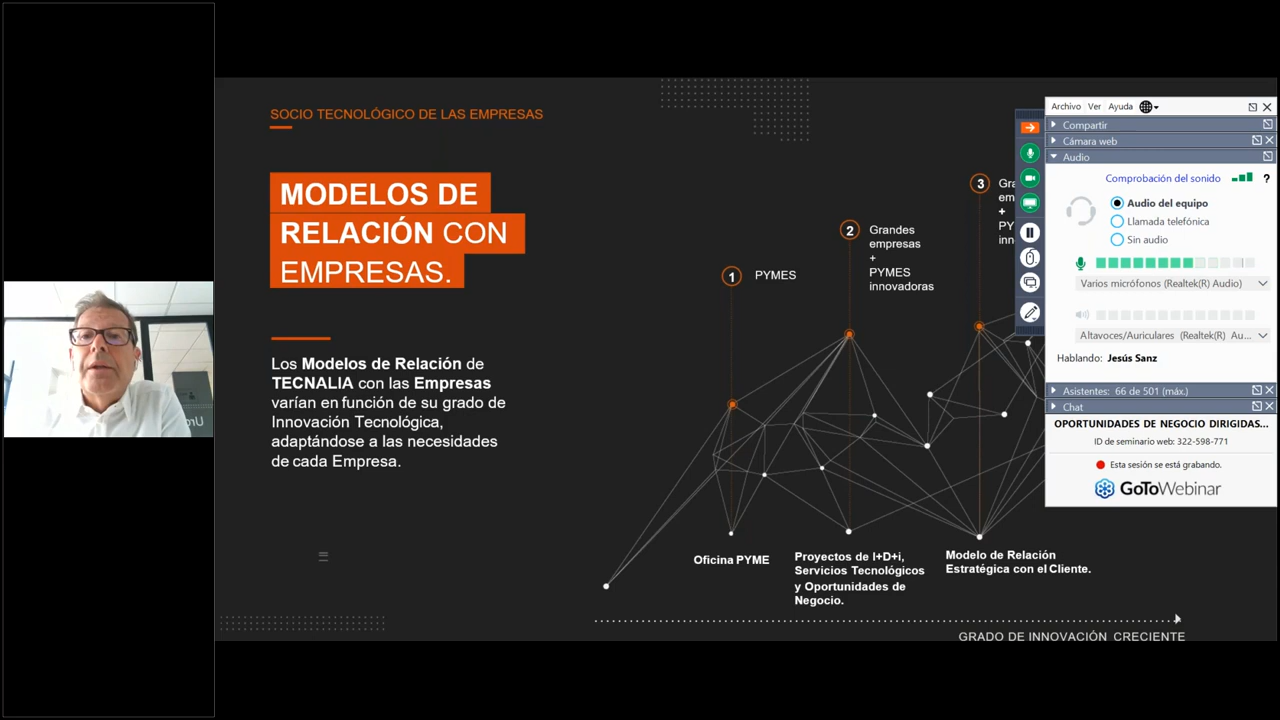 SOCIO TECNOLÓGICO DE LAS EMPRESAS
MODELOS DE
RELACIÓN CON
EMPRESAS.
Los Modelos de Relación de
TECNALIA con las Empresas
varían en función de su grado de
Innovación Tecnológica,
adaptándose a las necesidades
de cada Empresa.
1
PYMES
2
Grandes
empresas
+
PYMES
innovadoras
3
Oficina PYME
Proyectos de I+D+i,
Servicios Tecnológicos
y Oportunidades de
Negocio.
Modelo de Relación
Estratégica con el Cliente.
GRADO DE INNOVACIÓN CRECIENTE
Archivo Ver Ayuda
Compartir
Cámara web
Audio
Comprobación del sonido
?
Audio del equipo
Llamada telefónica
Sin audio
Varios micrófonos (Realtek(R) Audio)
Altavoces/Auriculares (Realtek(R) Au...
Hablando: Jesús Sanz
Asistentes: 66 de 501 (máx.)
Chat
OPORTUNIDADES DE NEGOCIO DIRIGIDAS...
ID de seminario web: 322-598-771
Esta sesión se está grabando.
GoToWebinar